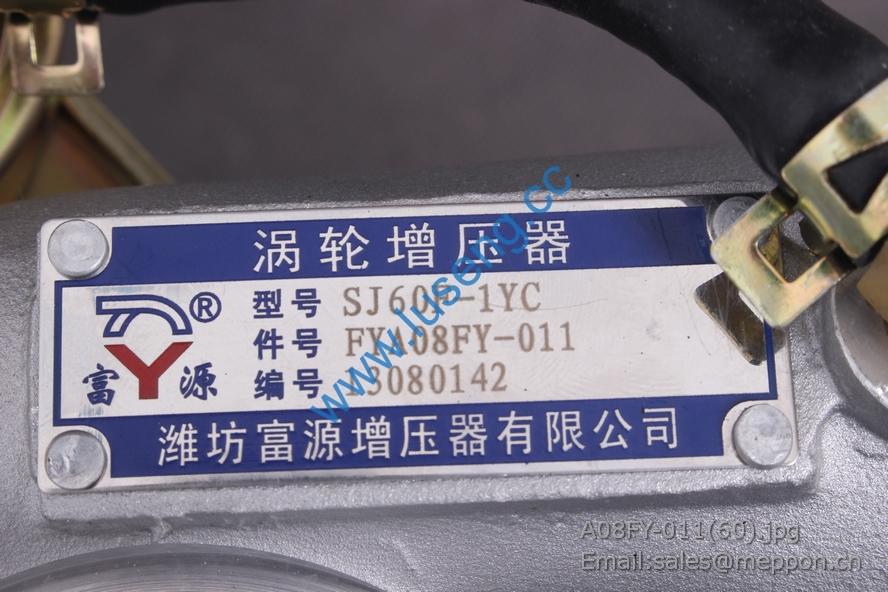 涡轮增压器
型号 SJ60F-1YC
件号 FYA08FY-011
编号 13080142
富 源 ®
潍坊富源增压器有限公司
www.luseng.cc
A08FY-011(60).jpg
Email:sales@meppon.cn